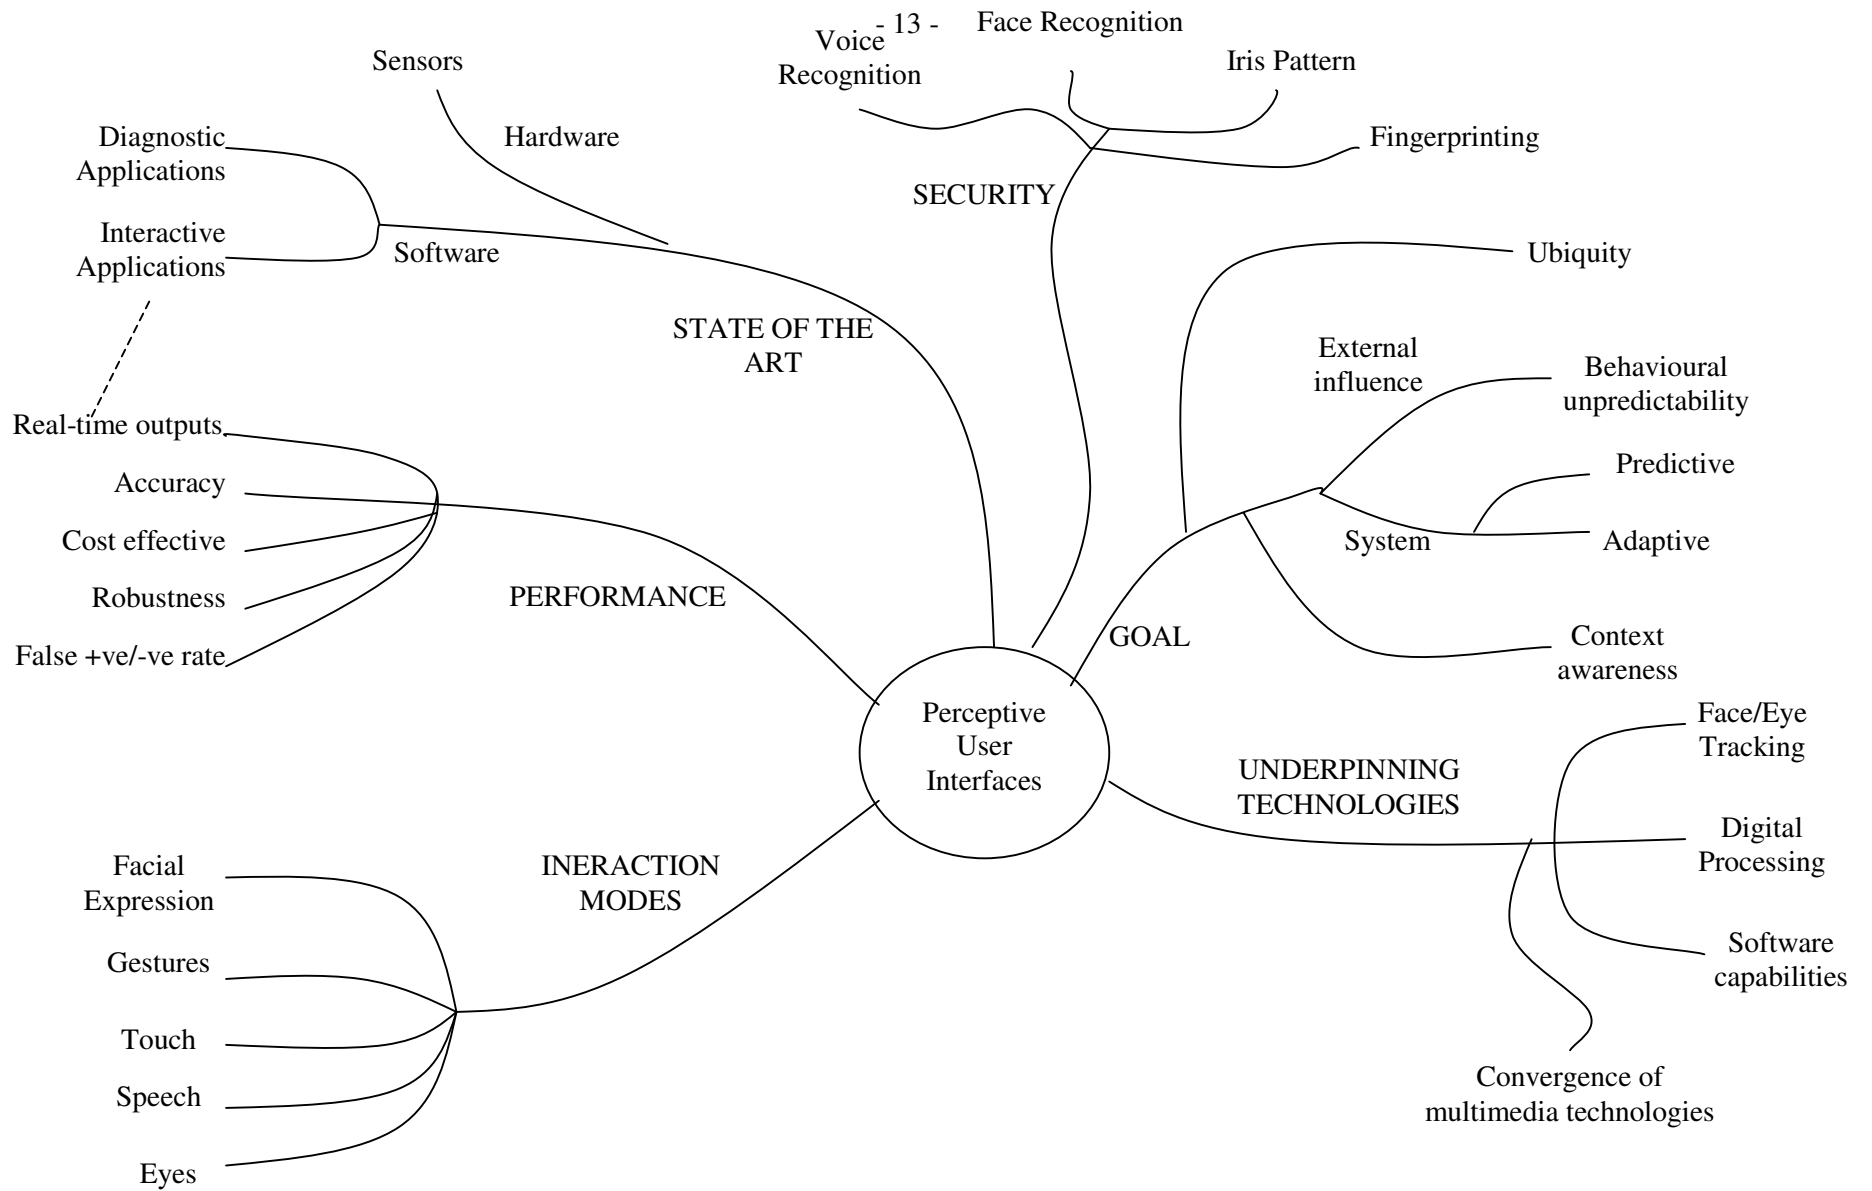 - 13 -
Voice
Recognition
Face Recognition
Iris Pattern
Fingerprinting
SECURITY
Sensors
Hardware
Diagnostic
Applications
Interactive
Applications
Software
STATE OF THE
ART
Ubiquity
External
influence
Behavioural
unpredictability
Predictive
System
Adaptive
GOAL
Context
awareness
Real-time outputs
Accuracy
Cost effective
Robustness
False +ve/-ve rate
PERFORMANCE
Perceptive
User
Interfaces
UNDERPINNING
TECHNOLOGIES
Face/Eye
Tracking
Digital
Processing
Software
capabilities
Convergence of
multimedia technologies
INERACTION
MODES
Facial
Expression
Gestures
Touch
Speech
Eyes